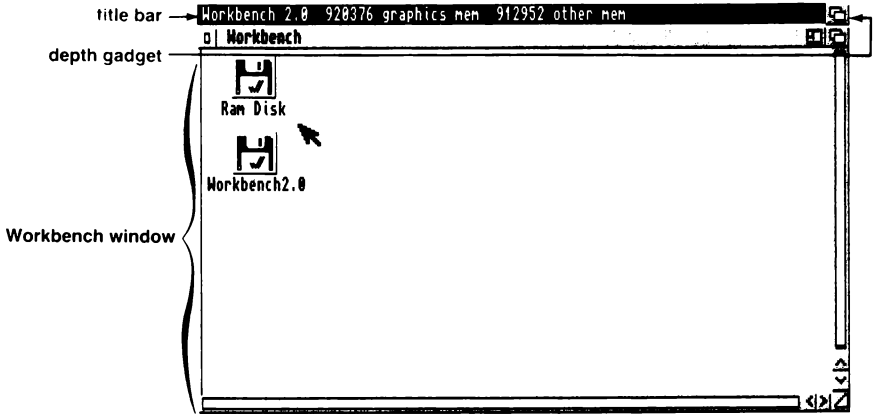 title bar
Workbench 2.0 920376 graphics mem 912952 other mem
Workbench
depth gadget
Ram Disk
Workbench2.0
Workbench window